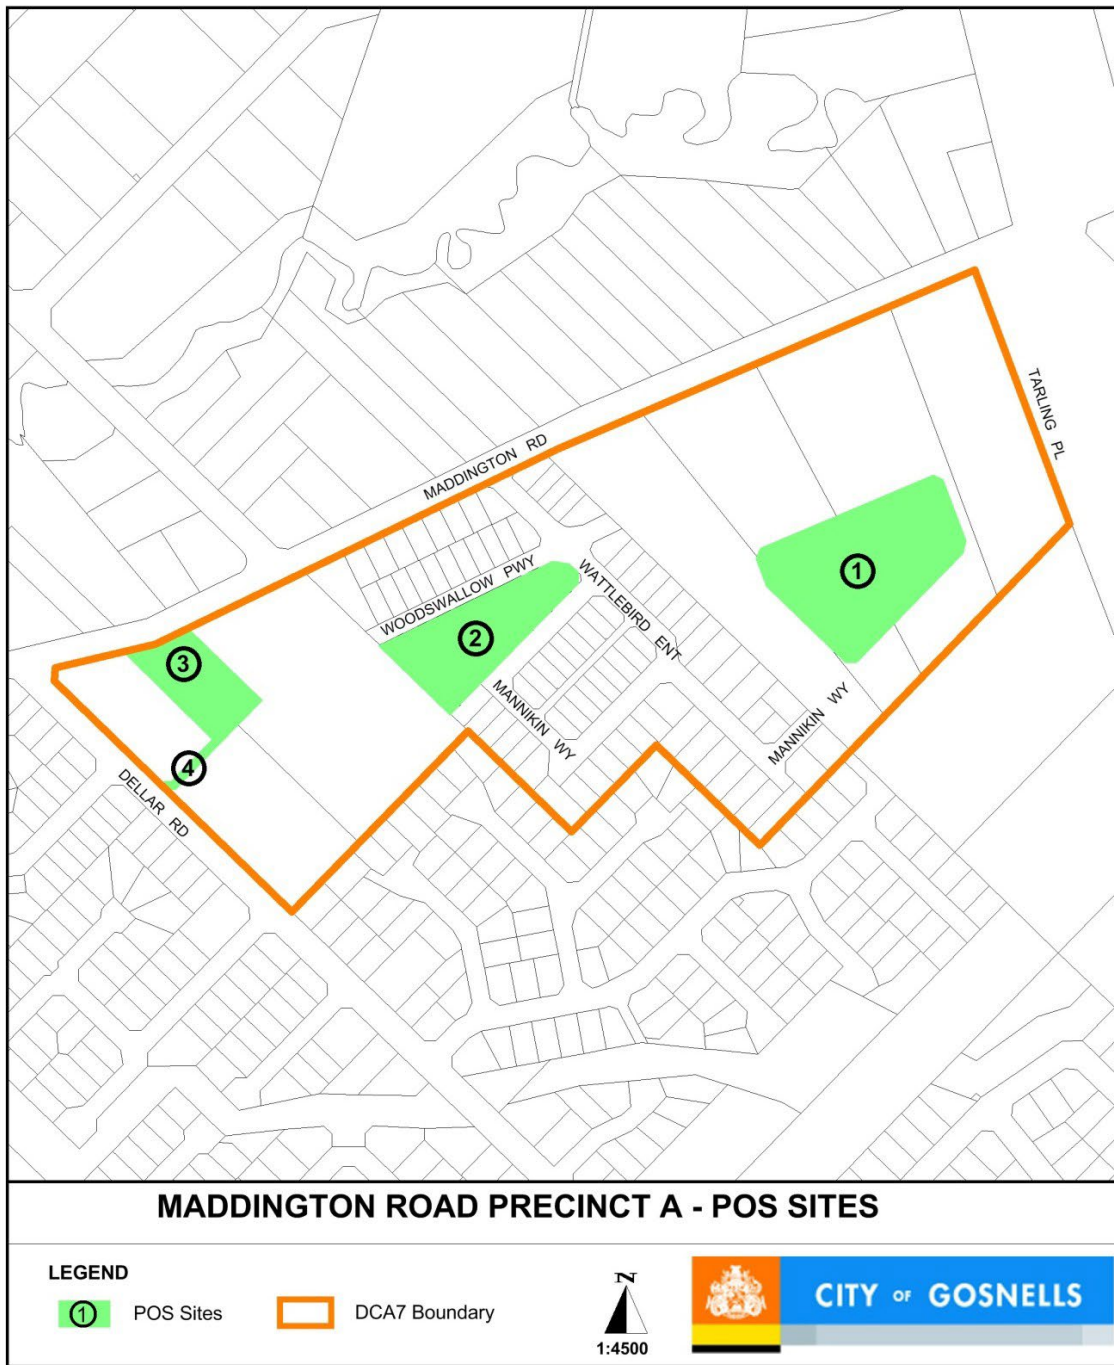 TARLING PL
MADDINGTON RD
WOODSWALLOW PWY
WATTLEBIRD ENT
1
2
3
4
MANNIKIN WY
MANNIKIN WY
DELLAR RD
MADDINGTON ROAD PRECINCT A - POS SITES
LEGEND
1 POS Sites
DCA7 Boundary
N
1:4500
CITY OF GOSNELLS